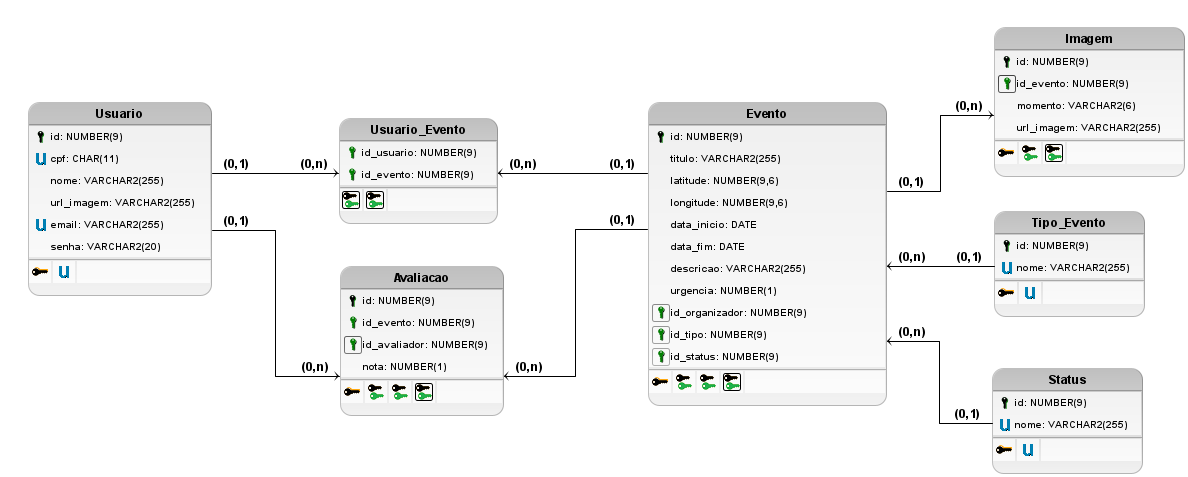 Usuario
id: NUMBER(9)
cpf: CHAR(11)
nome: VARCHAR2(255)
url_imagem: VARCHAR2(255)
email: VARCHAR2(255)
senha: VARCHAR2(20)
(0,1)
(0,n)
(0,1)
(0,n)
Usuario_Evento
id_usuario: NUMBER(9)
id_evento: NUMBER(9)
Avaliacao
id: NUMBER(9)
id_evento: NUMBER(9)
id_avaliador: NUMBER(9)
nota: NUMBER(1)
(0,n)
(0,1)
(0,1)
(0,n)
Evento
id: NUMBER(9)
titulo: VARCHAR2(255)
latitude: NUMBER(9,6)
longitude: NUMBER(9,6)
data_inicio: DATE
data_fim: DATE
descricao: VARCHAR2(255)
urgencia: NUMBER(1)
id_organizador: NUMBER(9)
id_tipo: NUMBER(9)
id_status: NUMBER(9)
(0,n)
(0,1)
(0,n)
(0,1)
(0,n)
(0,1)
Imagem
id: NUMBER(9)
id_evento: NUMBER(9)
momento: VARCHAR2(6)
url_imagem: VARCHAR2(255)
Tipo_Evento
id: NUMBER(9)
nome: VARCHAR2(255)
Status
id: NUMBER(9)
nome: VARCHAR2(255)